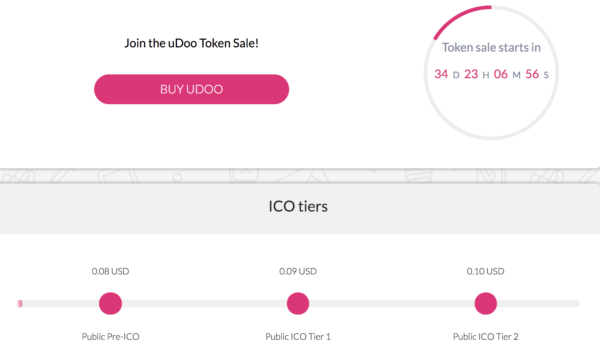 Join the uDoo Token Sale!
BUY UDOO
Token sale starts in
34 D 23 H 06 M 56 S
ICO tiers
0.08 USD
0.09 USD
0.10 USD
Public Pre-ICO
Public ICO Tier 1
Public ICO Tier 2